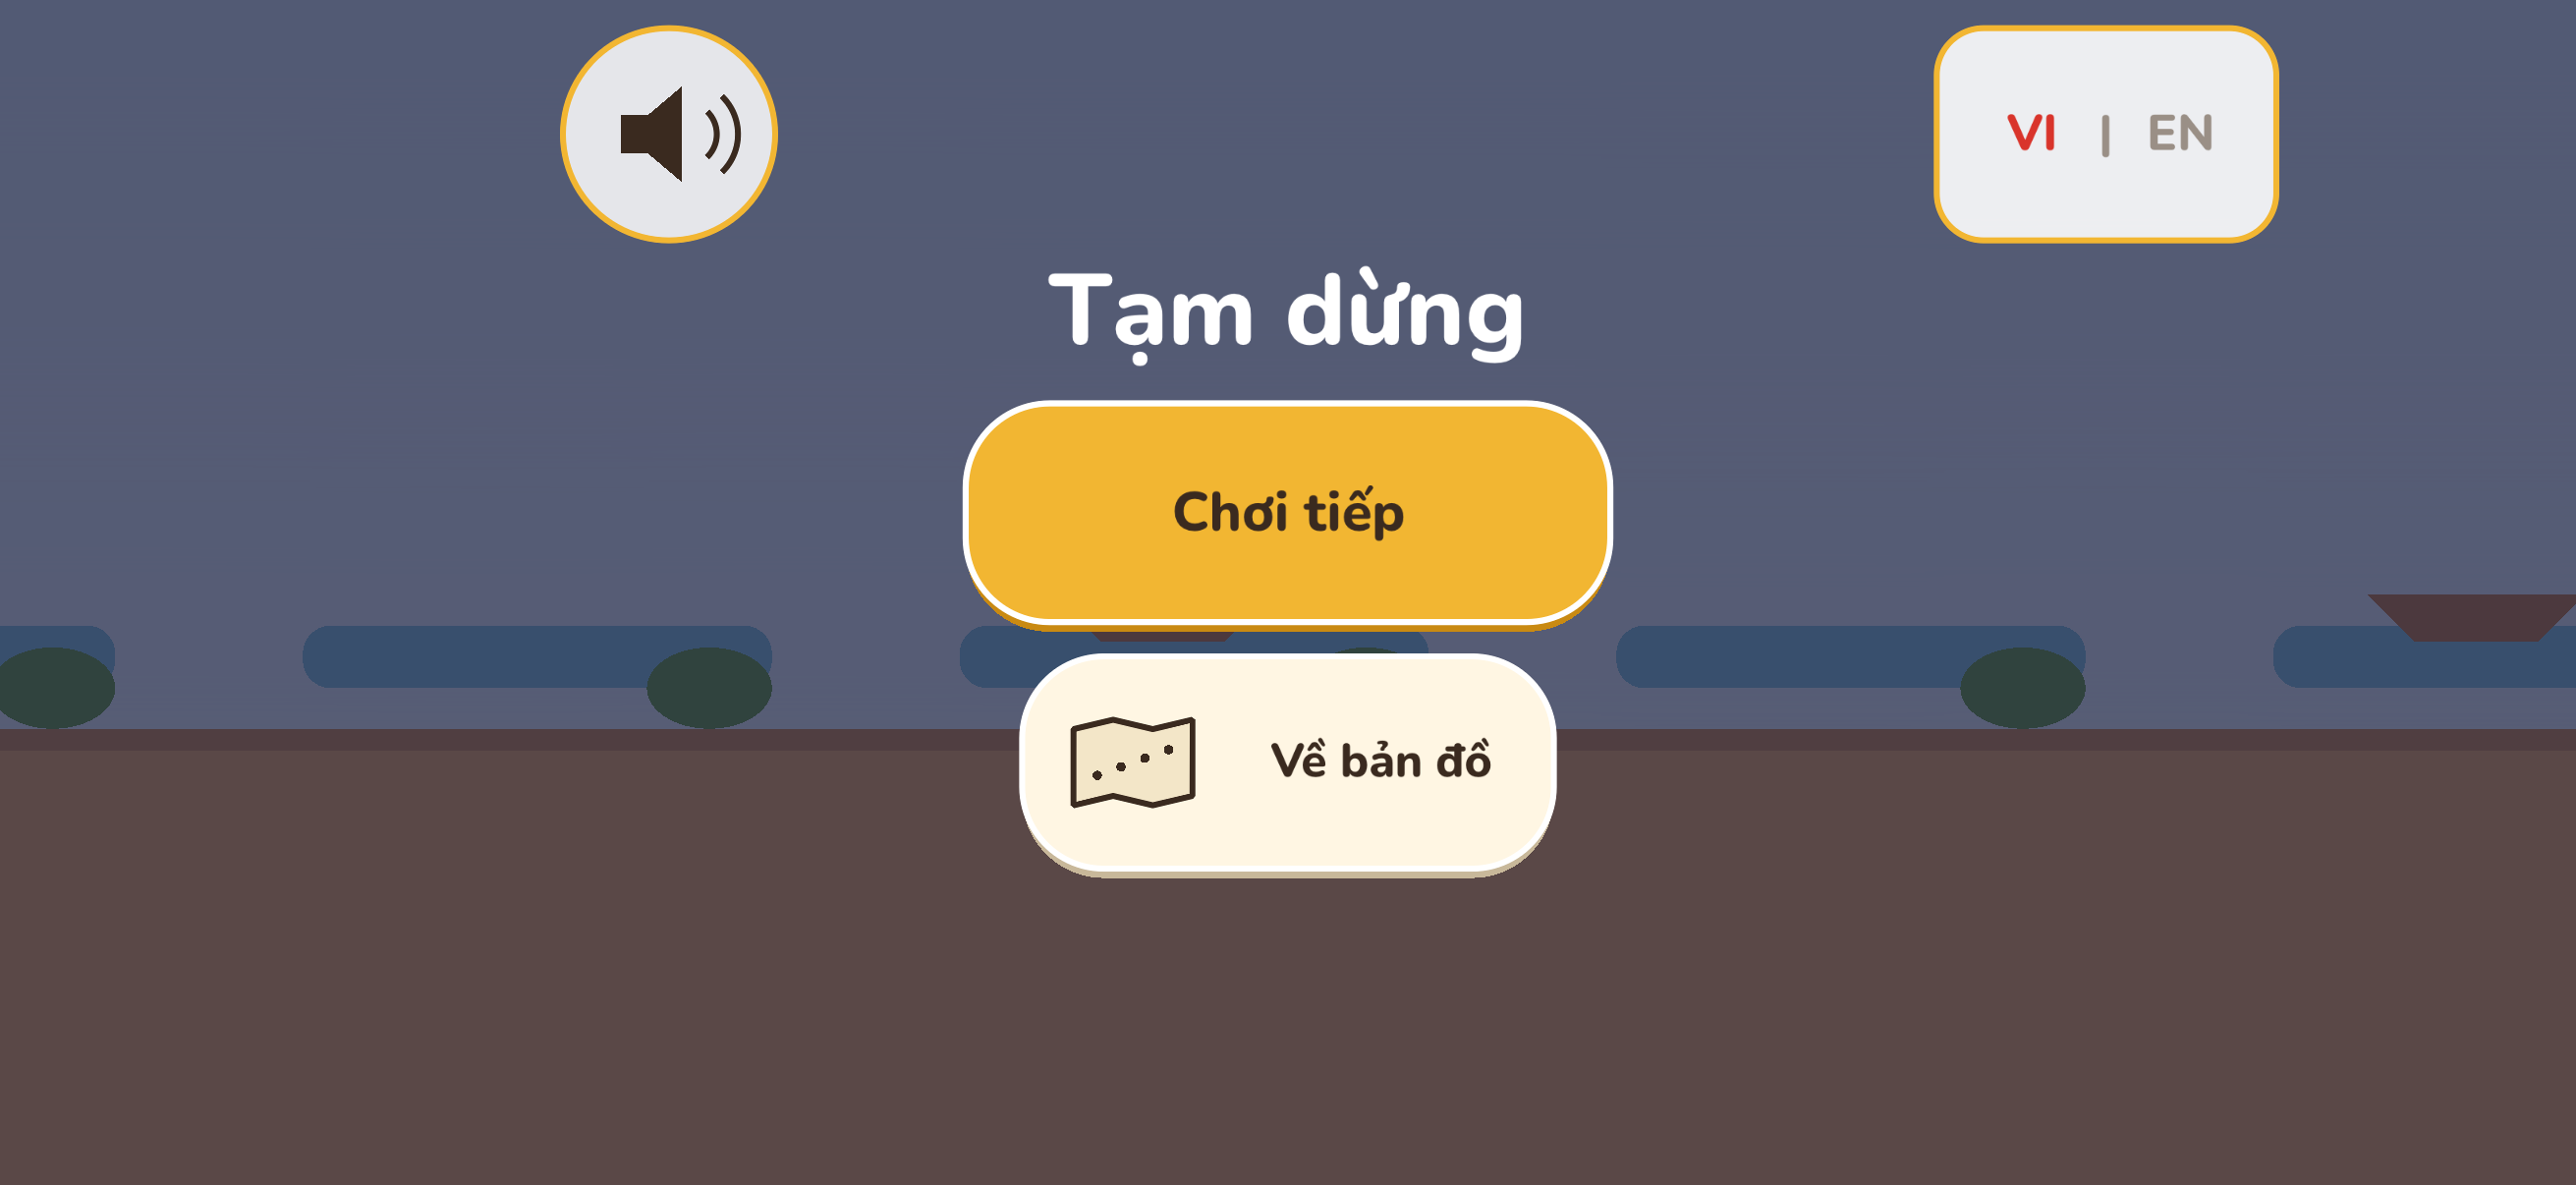 VI | EN
Tạm dừng
Chơi tiếp
Về bản đồ